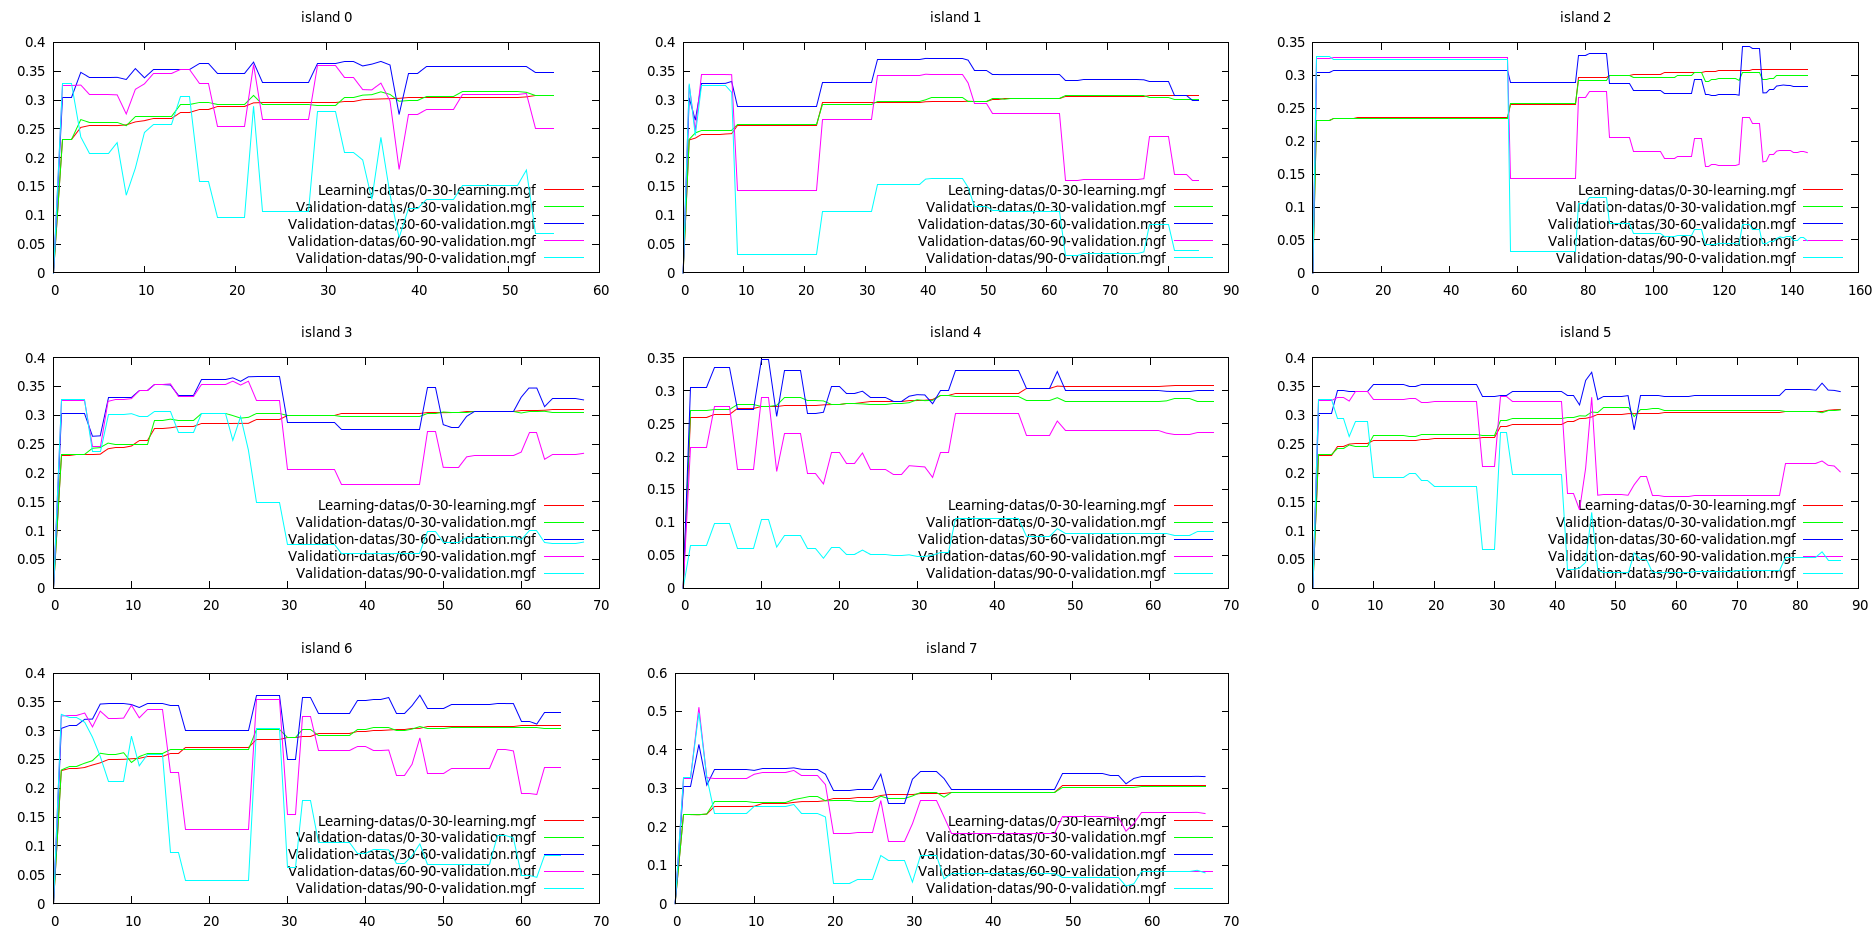 island 0
0.4
0.35
0.3
0.25
0.2
0.15
0.1
0.05
0
0 10 20 30 40 50 60
Learning-datas/0-30-learning.mgf
Validation-datas/0-30-validation.mgf
Validation-datas/30-60-validation.mgf
Validation-datas/60-90-validation.mgf
Validation-datas/90-0-validation.mgf
island 1
0.4
0.35
0.3
0.25
0.2
0.15
0.1
0.05
0
0 10 20 30 40 50 60 70 80 90
Learning-datas/0-30-learning.mgf
Validation-datas/0-30-validation.mgf
Validation-datas/30-60-validation.mgf
Validation-datas/60-90-validation.mgf
Validation-datas/90-0-validation.mgf
island 2
0.35
0.3
0.25
0.2
0.15
0.1
0.05
0
0 20 40 60 80 100 120 140 160
Learning-datas/0-30-learning.mgf
Validation-datas/0-30-validation.mgf
Validation-datas/30-60-validation.mgf
Validation-datas/60-90-validation.mgf
Validation-datas/90-0-validation.mgf
island 3
0.4
0.35
0.3
0.25
0.2
0.15
0.1
0.05
0
0 10 20 30 40 50 60 70
Learning-datas/0-30-learning.mgf
Validation-datas/0-30-validation.mgf
Validation-datas/30-60-validation.mgf
Validation-datas/60-90-validation.mgf
Validation-datas/90-0-validation.mgf
island 4
0.35
0.3
0.25
0.2
0.15
0.1
0.05
0
0 10 20 30 40 50 60 70
Learning-datas/0-30-learning.mgf
Validation-datas/0-30-validation.mgf
Validation-datas/30-60-validation.mgf
Validation-datas/60-90-validation.mgf
Validation-datas/90-0-validation.mgf
island 5
0.4
0.35
0.3
0.25
0.2
0.15
0.1
0.05
0
0 10 20 30 40 50 60 70 80 90
Learning-datas/0-30-learning.mgf
Validation-datas/0-30-validation.mgf
Validation-datas/30-60-validation.mgf
Validation-datas/60-90-validation.mgf
Validation-datas/90-0-validation.mgf
island 6
0.4
0.35
0.3
0.25
0.2
0.15
0.1
0.05
0
0 10 20 30 40 50 60 70
Learning-datas/0-30-learning.mgf
Validation-datas/0-30-validation.mgf
Validation-datas/30-60-validation.mgf
Validation-datas/60-90-validation.mgf
Validation-datas/90-0-validation.mgf
island 7
0.6
0.5
0.4
0.3
0.2
0.1
0
0 10 20 30 40 50 60 70
Learning-datas/0-30-learning.mgf
Validation-datas/0-30-validation.mgf
Validation-datas/30-60-validation.mgf
Validation-datas/60-90-validation.mgf
Validation-datas/90-0-validation.mgf